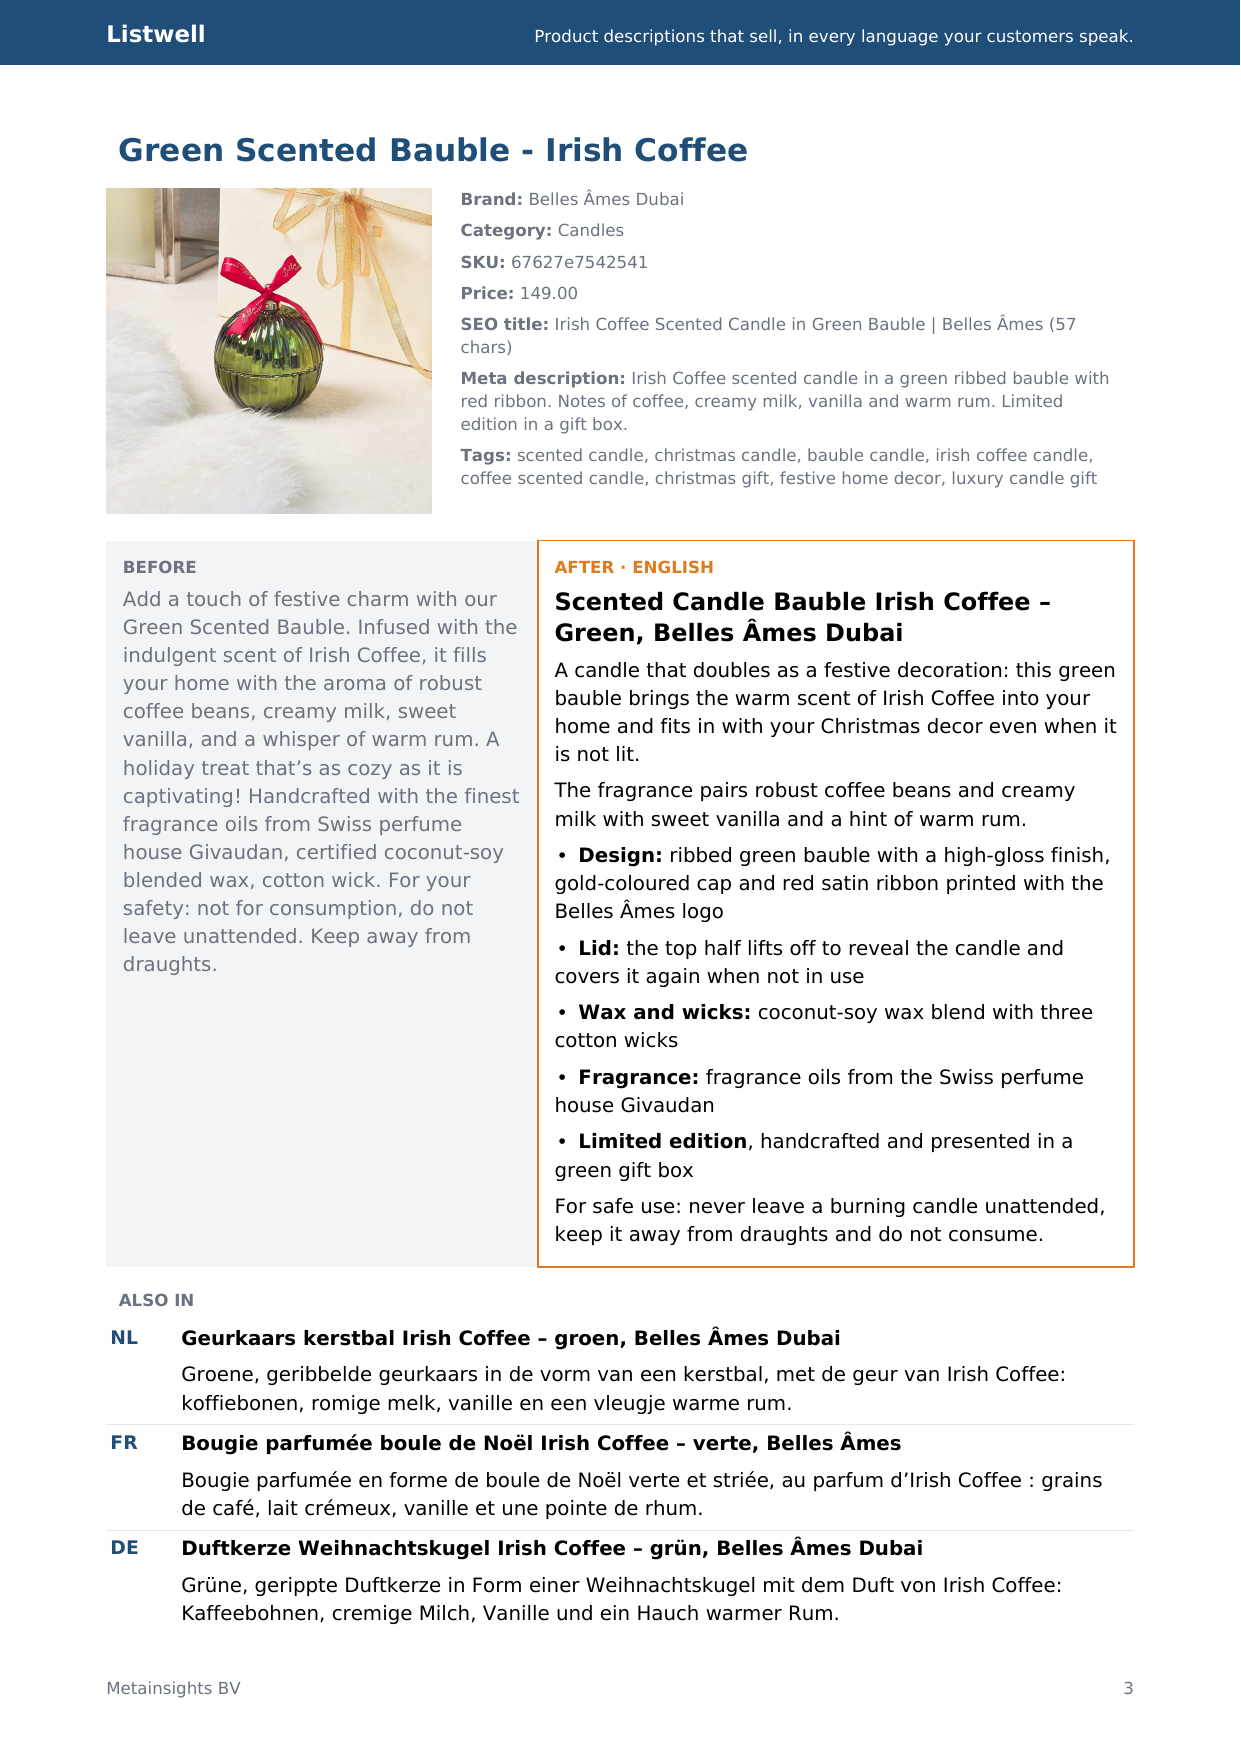 Listwell
Product descriptions that sell, in every language your customers speak.
Green Scented Bauble - Irish Coffee
Brand: Belles Âmes Dubai
Category: Candles
SKU: 67627e7542541
Price: 149.00
SEO title: Irish Coffee Scented Candle in Green Bauble | Belles Âmes (57
chars)
Meta description: Irish Coffee scented candle in a green ribbed bauble with
red ribbon. Notes of coffee, creamy milk, vanilla and warm rum. Limited
edition in a gift box.
Tags: scented candle, christmas candle, bauble candle, irish coffee candle,
coffee scented candle, christmas gift, festive home decor, luxury candle gift
BEFORE
Add a touch of festive charm with our
Green Scented Bauble. Infused with the
indulgent scent of Irish Coffee, it fills
your home with the aroma of robust
coffee beans, creamy milk, sweet
vanilla, and a whisper of warm rum. A
holiday treat that’s as cozy as it is
captivating! Handcrafted with the finest
fragrance oils from Swiss perfume
house Givaudan, certified coconut-soy
blended wax, cotton wick. For your
safety: not for consumption, do not
leave unattended. Keep away from
draughts.
AFTER · ENGLISH
Scented Candle Bauble Irish Coffee –
Green, Belles Âmes Dubai
A candle that doubles as a festive decoration: this green
bauble brings the warm scent of Irish Coffee into your
home and fits in with your Christmas decor even when it
is not lit.
The fragrance pairs robust coffee beans and creamy
milk with sweet vanilla and a hint of warm rum.
• Design: ribbed green bauble with a high-gloss finish,
gold-coloured cap and red satin ribbon printed with the
Belles Âmes logo
• Lid: the top half lifts off to reveal the candle and
covers it again when not in use
• Wax and wicks: coconut-soy wax blend with three
cotton wicks
• Fragrance: fragrance oils from the Swiss perfume
house Givaudan
• Limited edition, handcrafted and presented in a
green gift box
For safe use: never leave a burning candle unattended,
keep it away from draughts and do not consume.
ALSO IN
NL
Geurkaars kerstbal Irish Coffee – groen, Belles Âmes Dubai
Groene, geribbelde geurkaars in de vorm van een kerstbal, met de geur van Irish Coffee:
koffiebonen, romige melk, vanille en een vleugje warme rum.
FR
Bougie parfumée boule de Noël Irish Coffee – verte, Belles Âmes
Bougie parfumée en forme de boule de Noël verte et striée, au parfum d’Irish Coffee : grains
de café, lait crémeux, vanille et une pointe de rhum.
DE
Duftkerze Weihnachtskugel Irish Coffee – grün, Belles Âmes Dubai
Grüne, gerippte Duftkerze in Form einer Weihnachtskugel mit dem Duft von Irish Coffee:
Kaffeebohnen, cremige Milch, Vanille und ein Hauch warmer Rum.
Metainsights BV
3